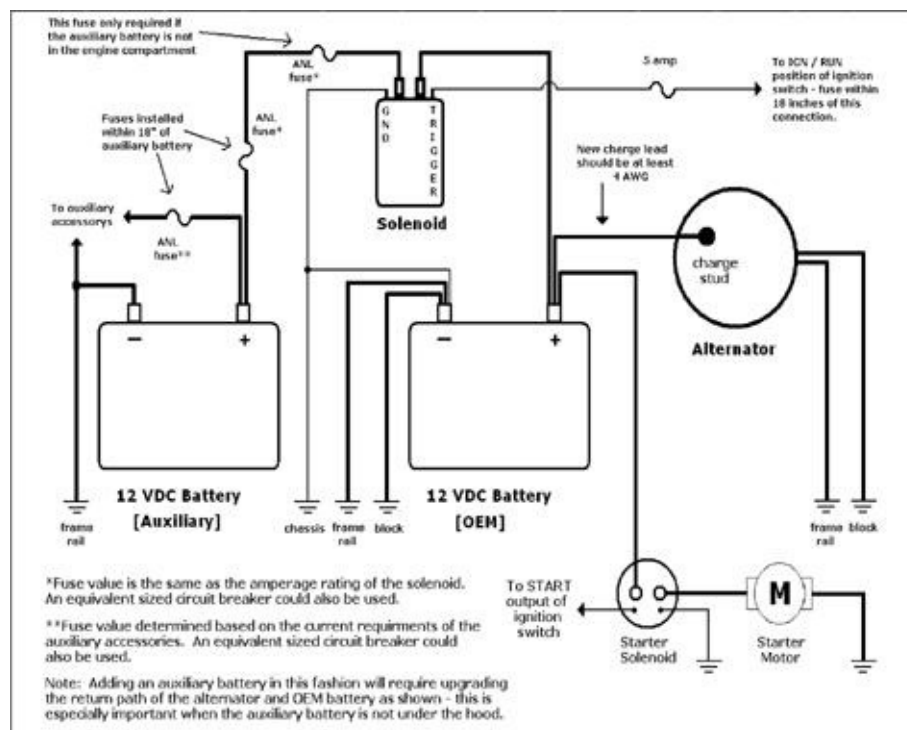 This fuse only required if
the auxiliary battery is not
in the engine compartment
ANL
fuse*
5 amp
To IGN / RUN
position of ignition
switch - fuse within
18 inches of this
connection.
Fuses installed
within 18" of
auxiliary battery
ANL
fuse*
GND
TRIGGER
Solenoid
New charge lead
should be at least
4 AWG
To auxiliary
accessorys
ANL
fuse**
charge
stud
Alternator
– +
– +
12 VDC Battery
[Auxiliary]
12 VDC Battery
[OEM]
frame
rail
chassis
frame
rail
block
frame
rail
block
*Fuse value is the same as the amperage rating of the solenoid.
An equivalent sized circuit breaker could also be used.
**Fuse value determined based on the current requirments of the
auxiliary accessories. An equivalent sized circuit breaker could
also be used.
Note: Adding an auxiliary battery in this fashion will require upgrading
the return path of the alternator and OEM battery as shown - this is
especially important when the auxiliary battery is not under the hood.
To START
output of
ignition
switch
Starter
Solenoid
M
Starter
Motor